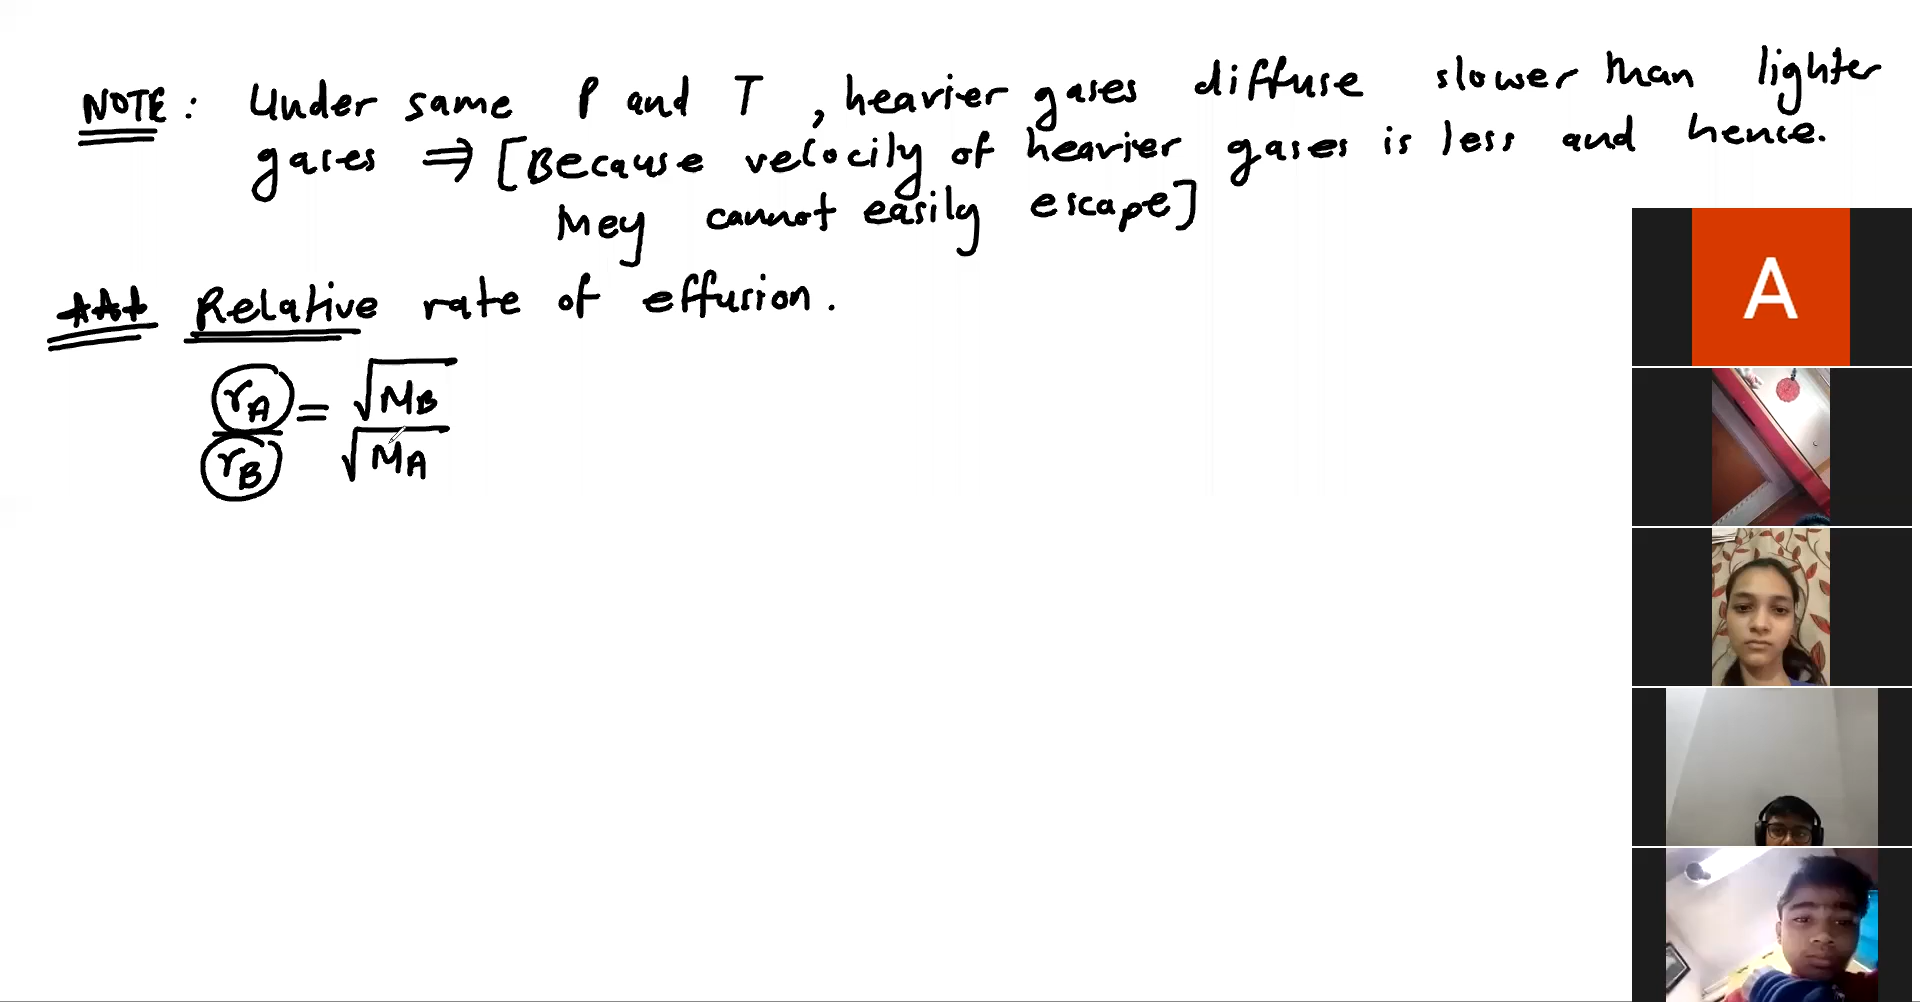 NOTE: Under same P and T, heavier gases diffuse slower than lighter
gases ⇒ [Because velocity of heavier gases is less and hence.
they cannot easily escape]
*** Relative rate of effusion.
rA/rB = √MB/√MA
A